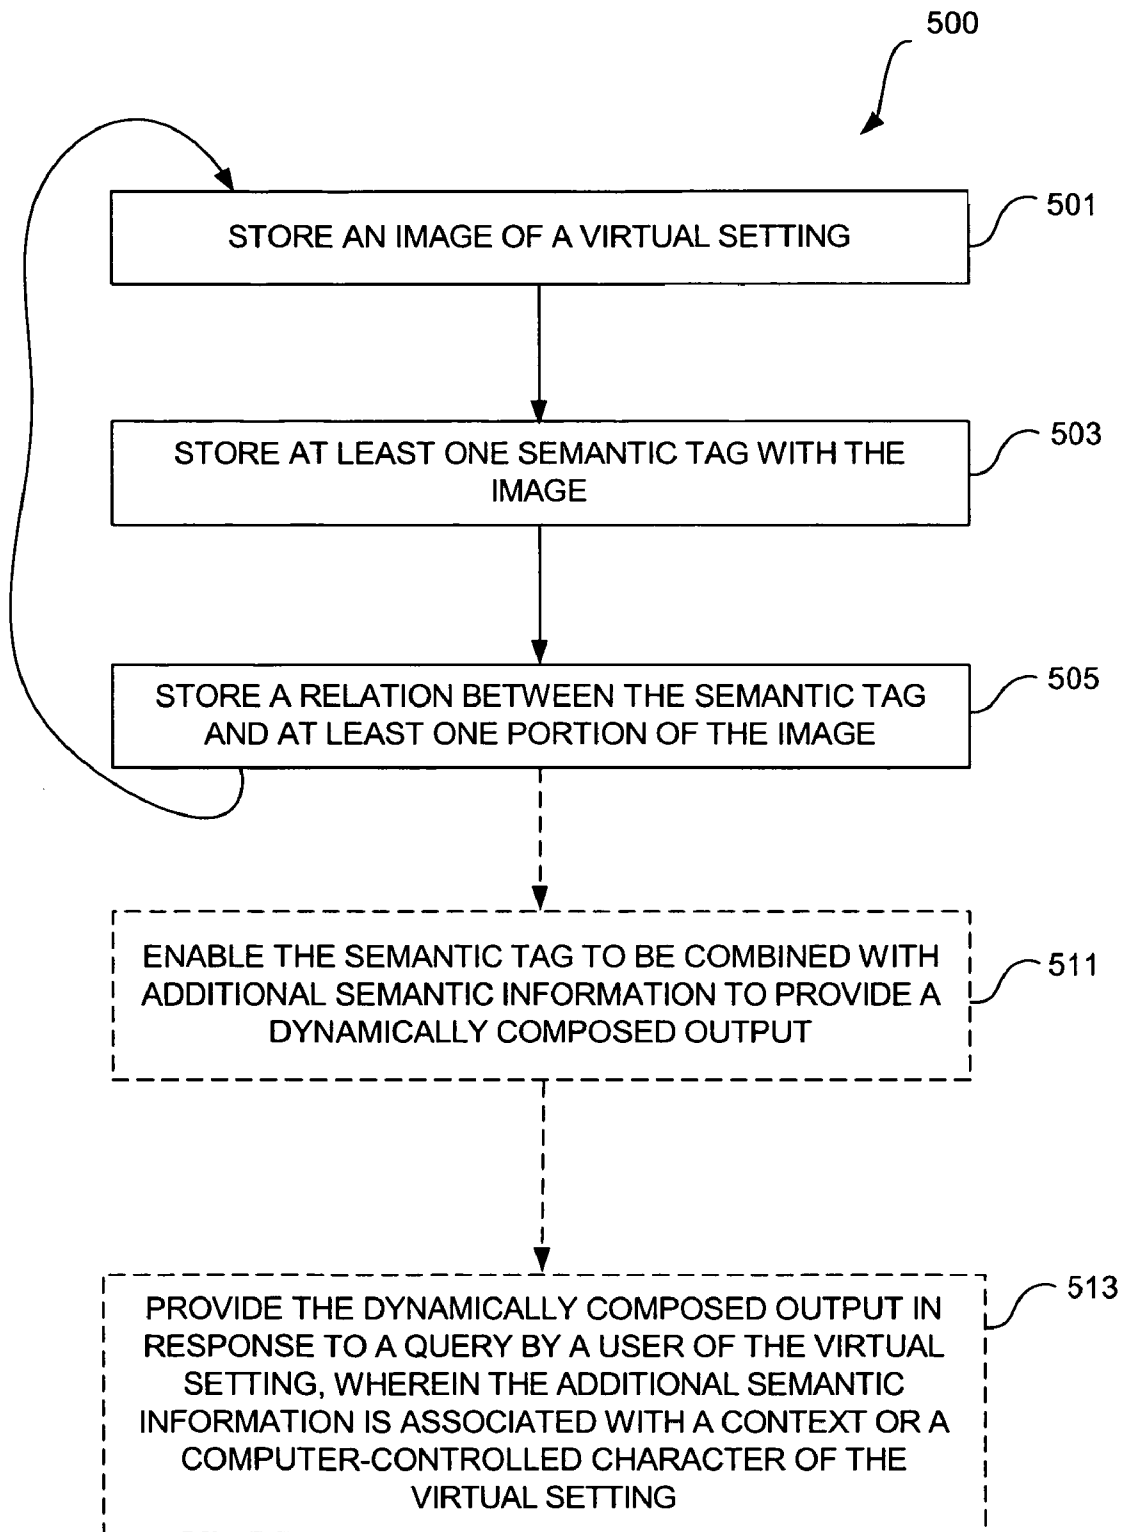 500
STORE AN IMAGE OF A VIRTUAL SETTING
501
STORE AT LEAST ONE SEMANTIC TAG WITH THE
IMAGE
503
STORE A RELATION BETWEEN THE SEMANTIC TAG
AND AT LEAST ONE PORTION OF THE IMAGE
505
ENABLE THE SEMANTIC TAG TO BE COMBINED WITH
ADDITIONAL SEMANTIC INFORMATION TO PROVIDE A
DYNAMICALLY COMPOSED OUTPUT
511
PROVIDE THE DYNAMICALLY COMPOSED OUTPUT IN
RESPONSE TO A QUERY BY A USER OF THE VIRTUAL
SETTING, WHEREIN THE ADDITIONAL SEMANTIC
INFORMATION IS ASSOCIATED WITH A CONTEXT OR A
COMPUTER-CONTROLLED CHARACTER OF THE
VIRTUAL SETTING
513